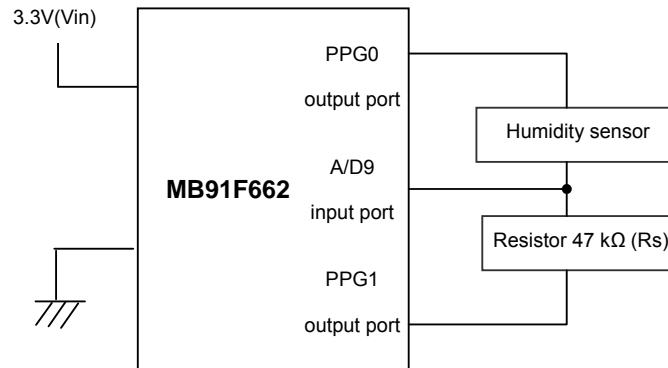 3.3V(Vin)
PPG0
output port
Humidity sensor
A/D9
MB91F662
input port
Resistor 47 kΩ (Rs)
PPG1
output port